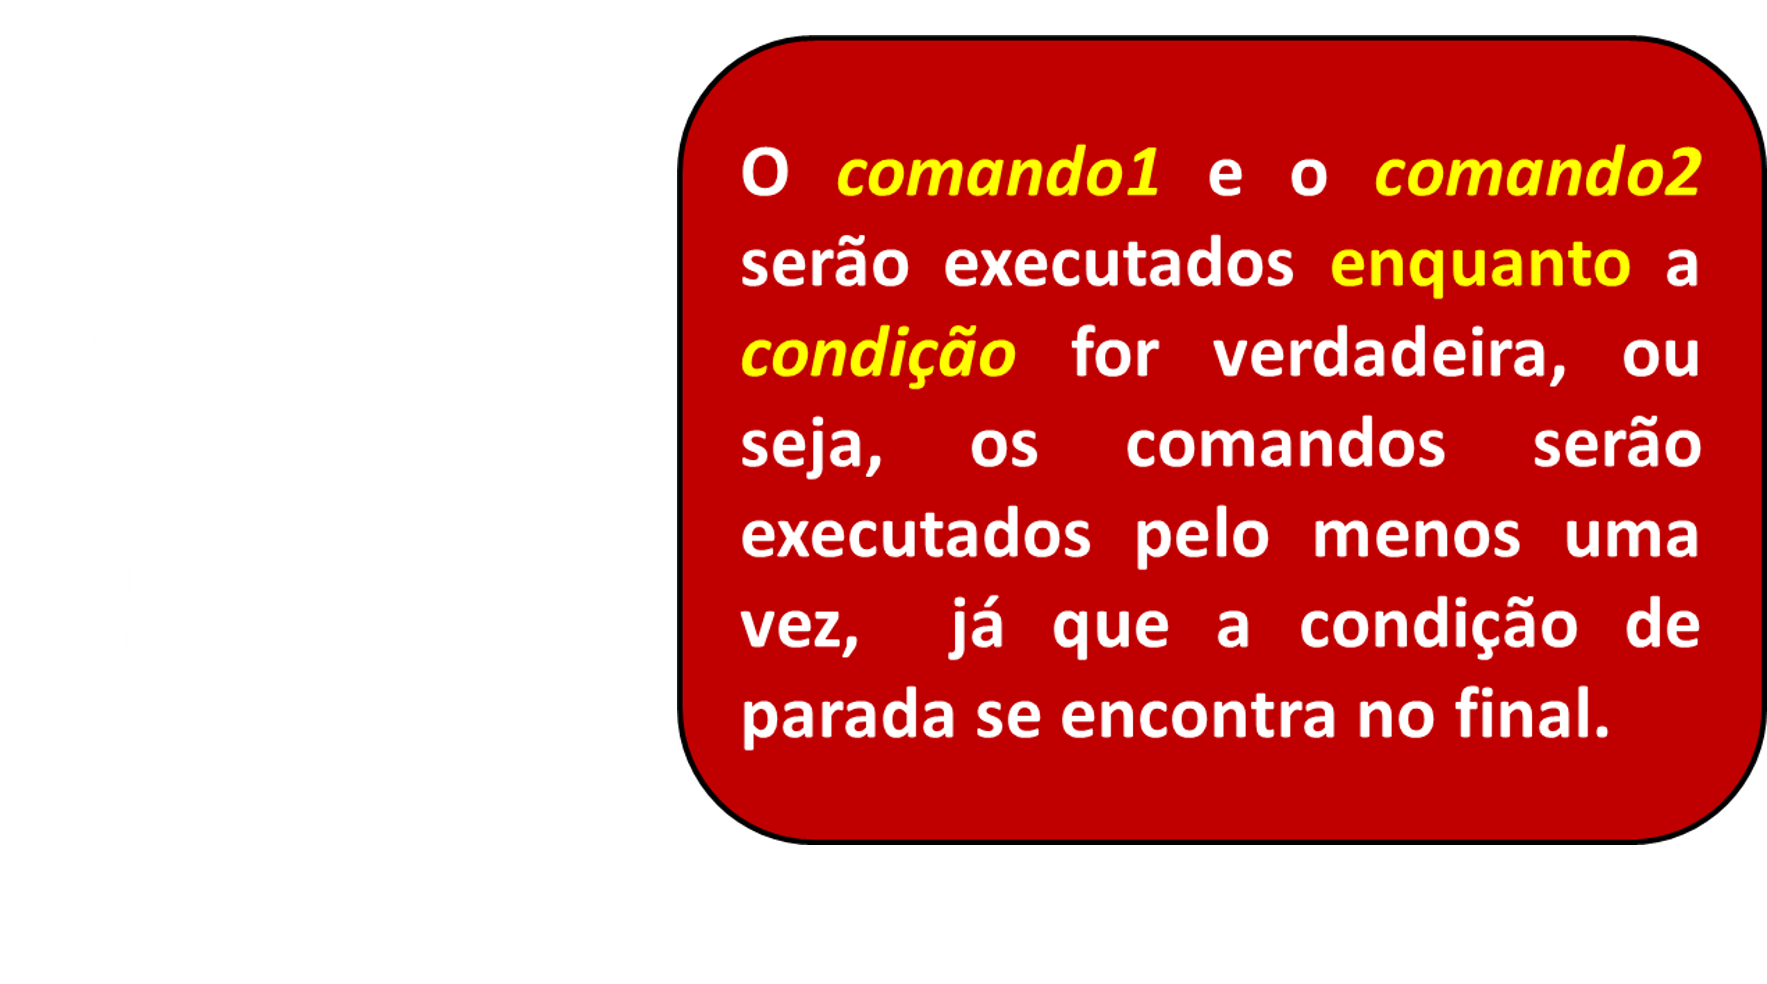 O comando1 e o comando2
serão executados enquanto a
condição for verdadeira, ou
seja, os comandos serão
executados pelo menos uma
vez, já que a condição de
parada se encontra no final.